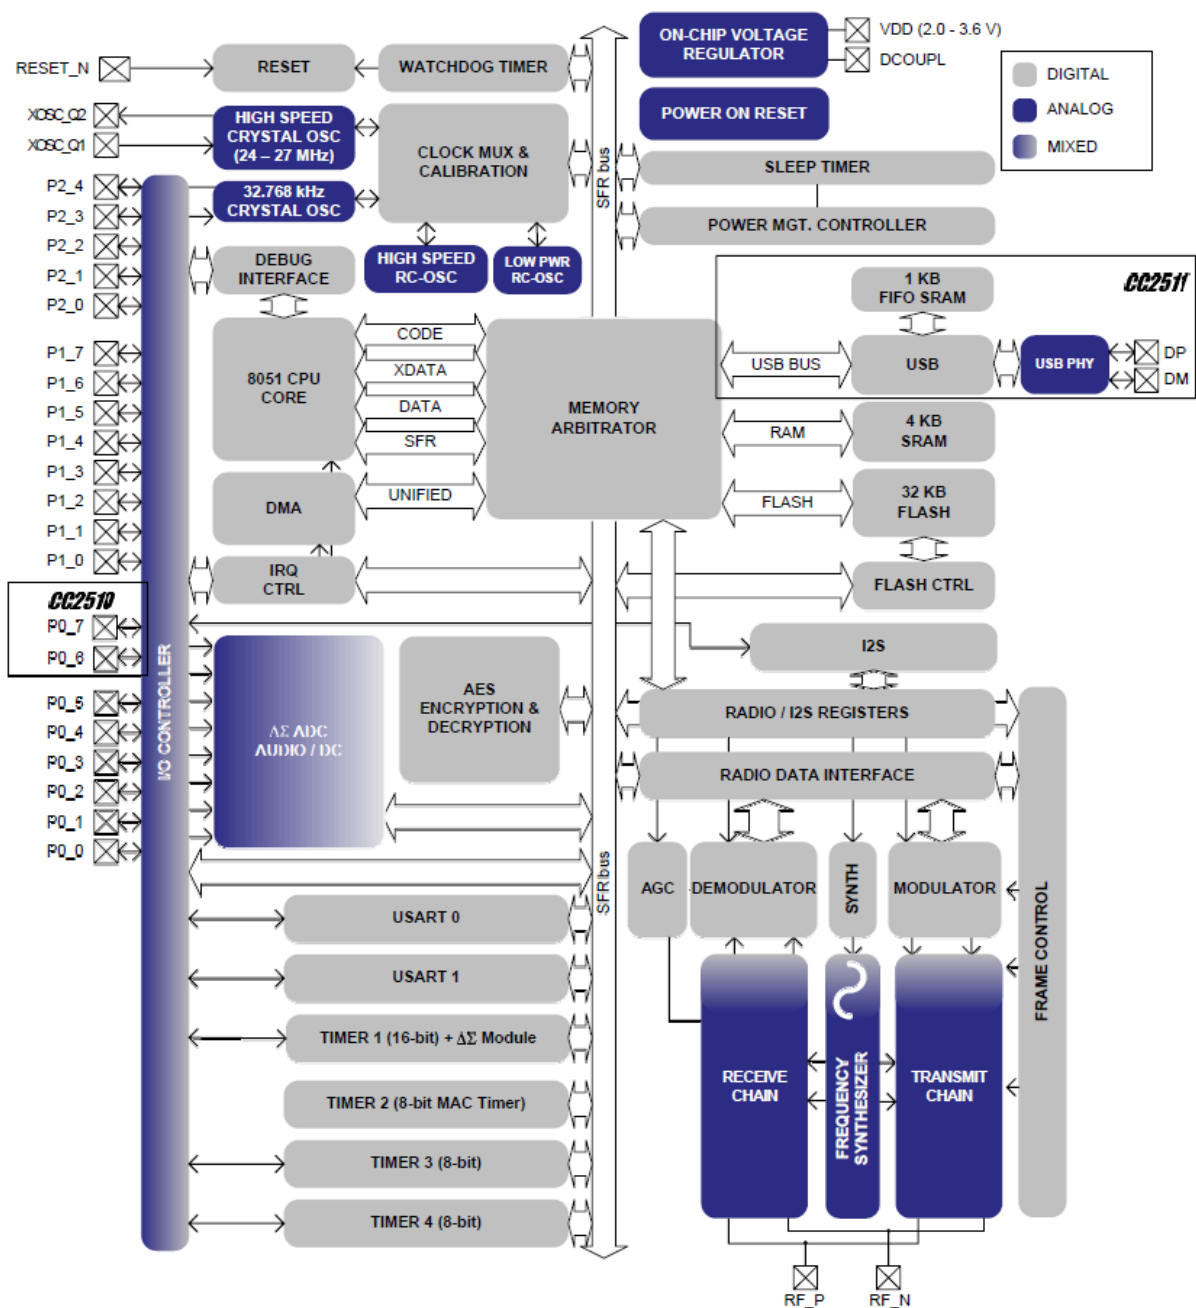 RESET_N
XOSC_Q2
XOSC_Q1
P2_4
P2_3
P2_2
P2_1
P2_0
P1_7
P1_6
P1_5
P1_4
P1_3
P1_2
P1_1
P1_0
CC2510
P0_7
P0_6
P0_5
P0_4
P0_3
P0_2
P0_1
P0_0
I/O CONTROLLER
RESET
WATCHDOG TIMER
HIGH SPEED
CRYSTAL OSC
(24 – 27 MHz)
CLOCK MUX &
CALIBRATION
32.768 kHz
CRYSTAL OSC
DEBUG
INTERFACE
HIGH SPEED
RC-OSC
LOW PWR
RC-OSC
8051 CPU
CORE
CODE
XDATA
DATA
SFR
UNIFIED
DMA
IRQ
CTRL
MEMORY
ARBITRATOR
ΔΣ ADC
AUDIO / DC
AES
ENCRYPTION &
DECRYPTION
USART 0
USART 1
TIMER 1 (16-bit) + ΔΣ Module
TIMER 2 (8-bit MAC Timer)
TIMER 3 (8-bit)
TIMER 4 (8-bit)
SFR bus
SFR bus
ON-CHIP VOLTAGE
REGULATOR
VDD (2.0 - 3.6 V)
DCOUPL
POWER ON RESET
DIGITAL
ANALOG
MIXED
SLEEP TIMER
POWER MGT. CONTROLLER
CC2511
1 KB
FIFO SRAM
USB BUS
USB
USB PHY
DP
DM
RAM
4 KB
SRAM
FLASH
32 KB
FLASH
FLASH CTRL
I2S
RADIO / I2S REGISTERS
RADIO DATA INTERFACE
AGC
DEMODULATOR
SYNTH
MODULATOR
FRAME CONTROL
RECEIVE
CHAIN
FREQUENCY
SYNTHESIZER
TRANSMIT
CHAIN
RF_P
RF_N